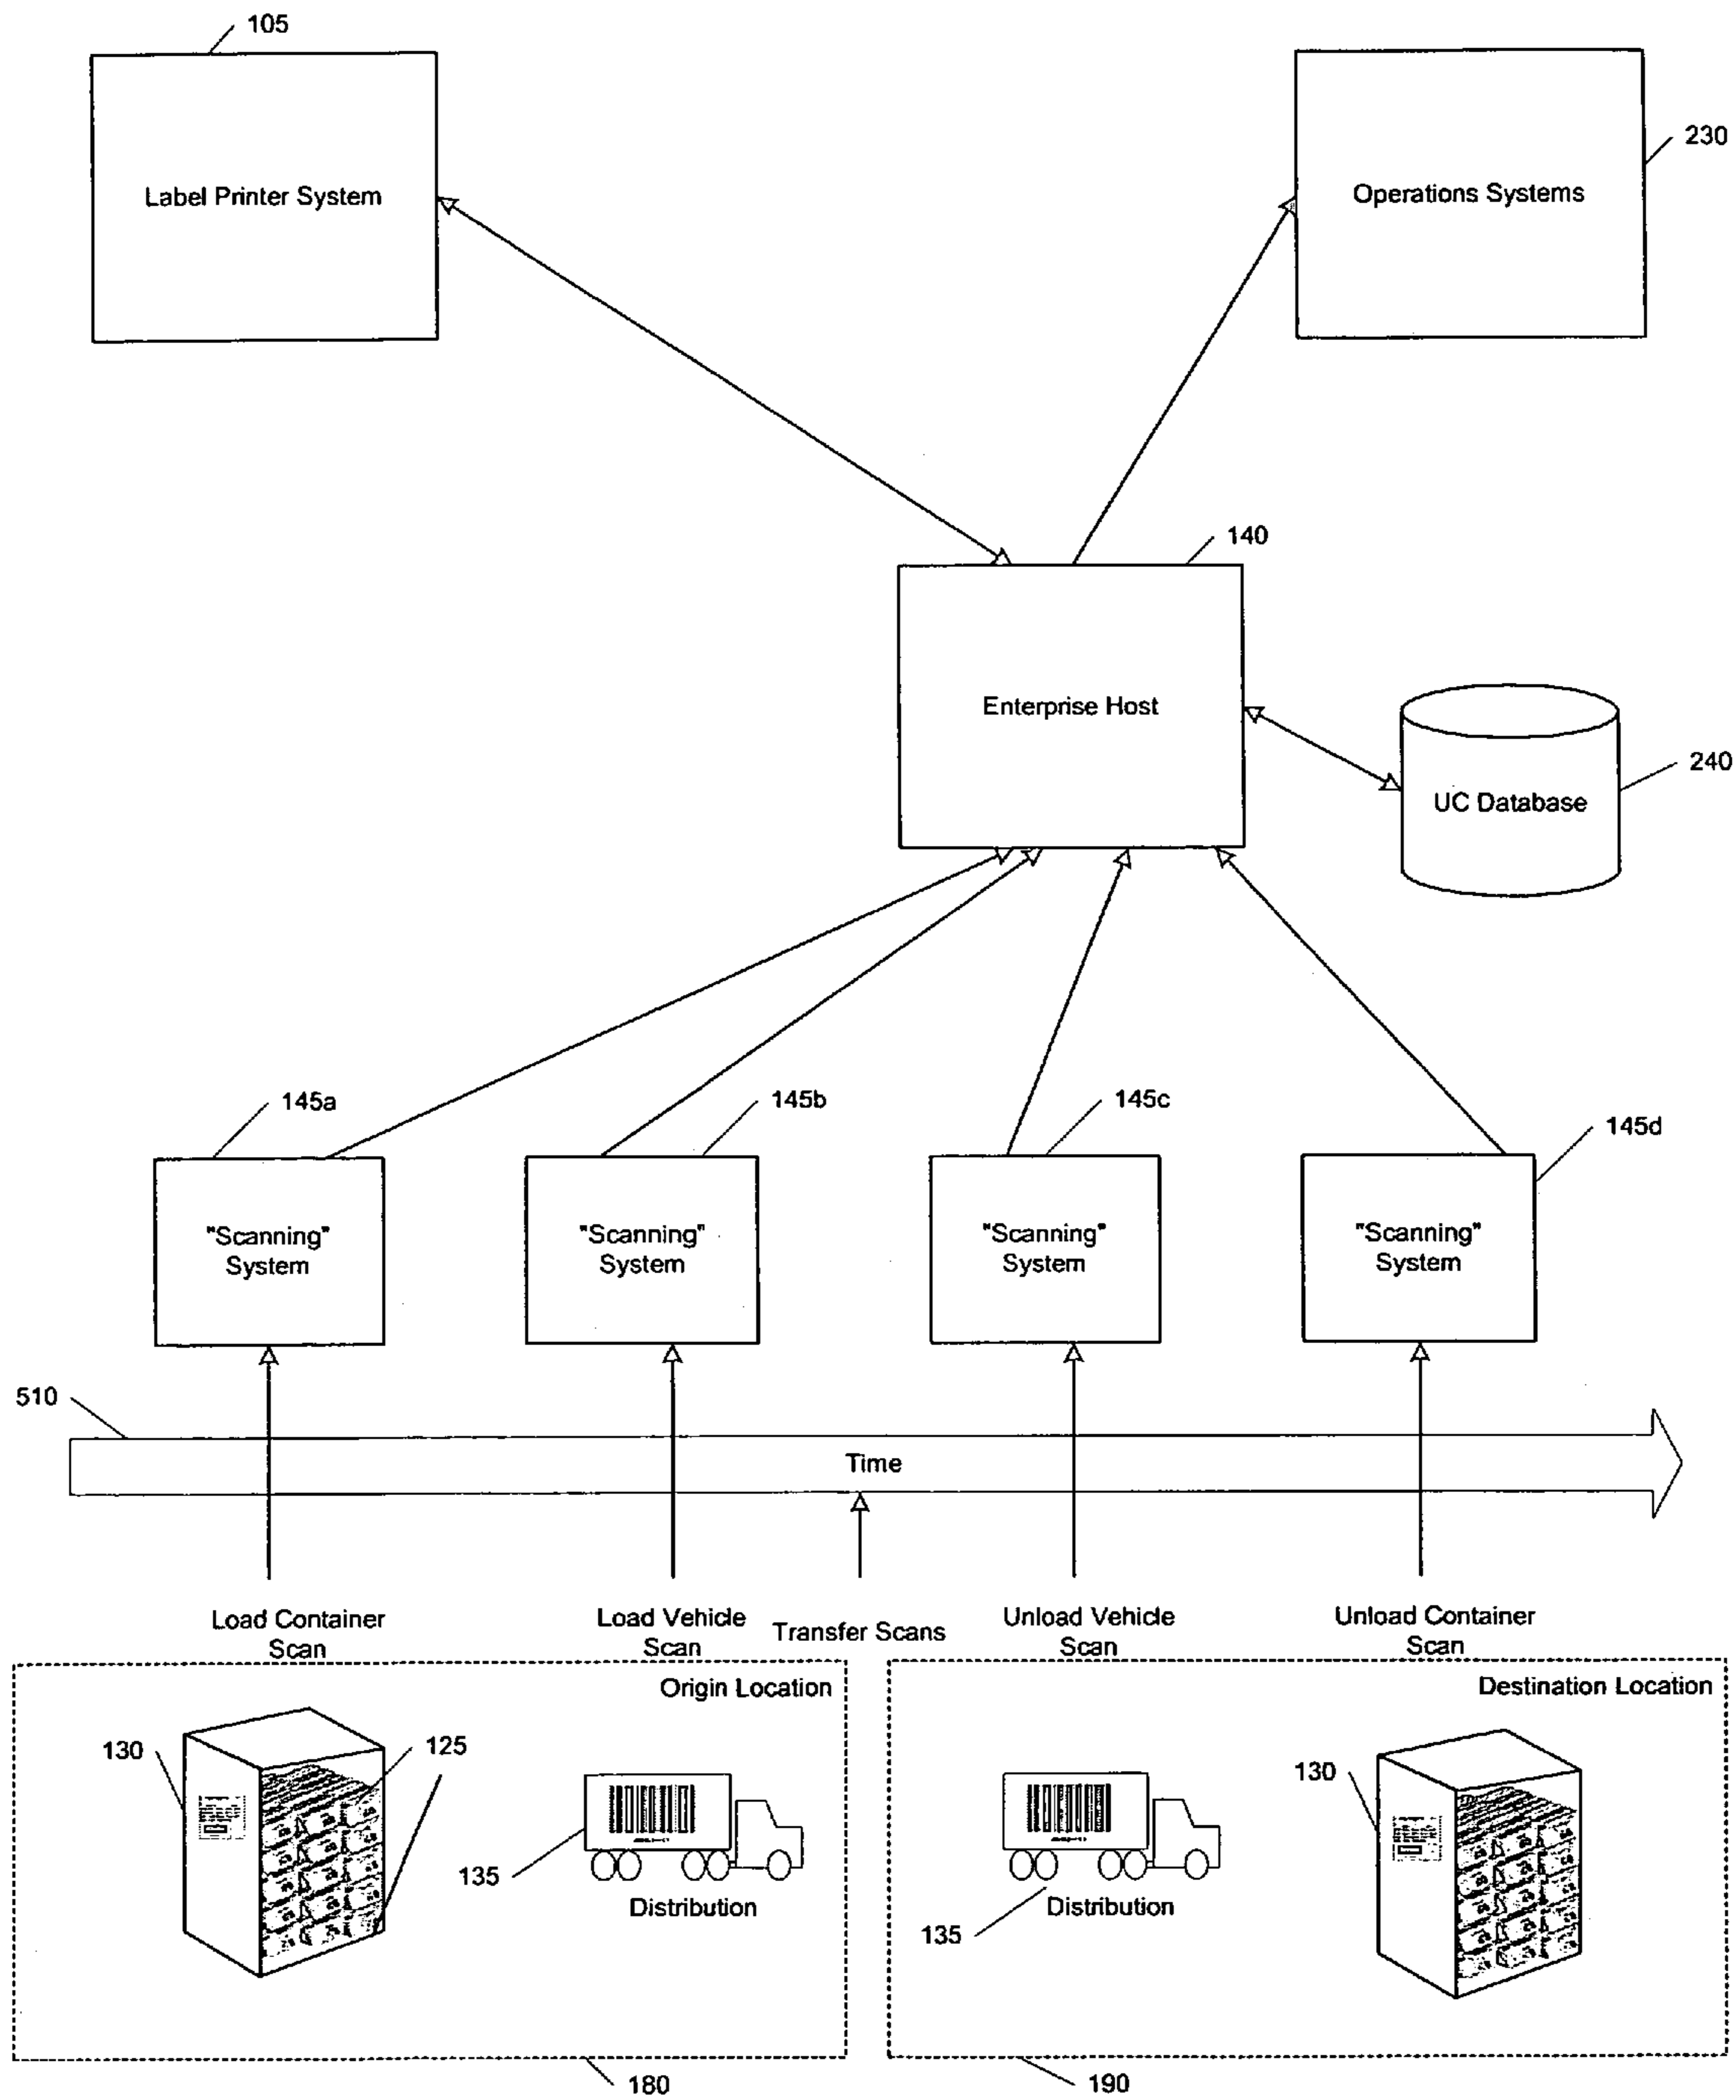 105
Label Printer System
Operations Systems
230
140
Enterprise Host
UC Database
240
145a
145b
145c
145d
"Scanning"
System
"Scanning"
System
"Scanning"
System
"Scanning"
System
510
Time
Load Container
Scan
Load Vehicle
Scan
Transfer Scans
Unload Vehicle
Scan
Unload Container
Scan
Origin Location
130
125
135
Distribution
180
Destination Location
135
Distribution
130
190